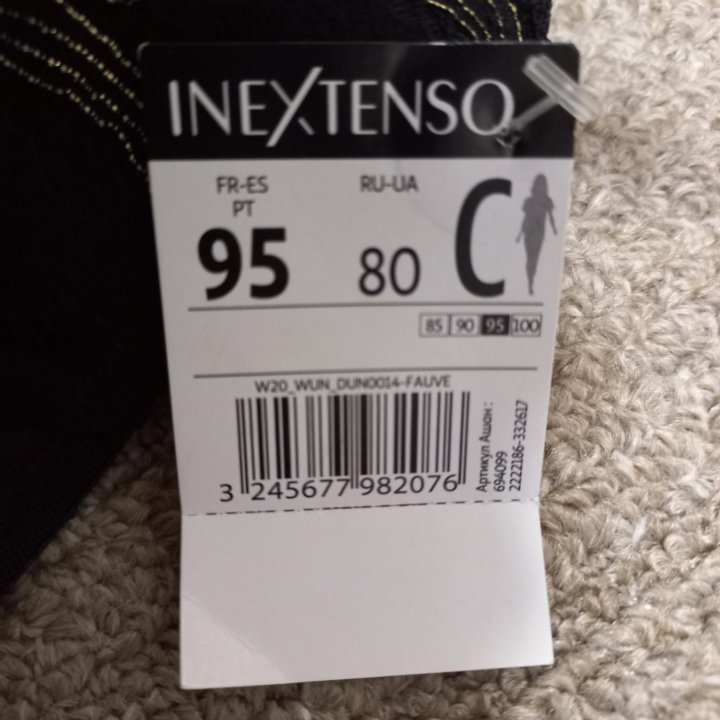 INEXTENSO
FR-ES RU-UA
PT
95 80 C
85 90 95 100
W20_WUN_DUN0014-FAUVE
3 245677 982076
Артикул Ашан:
694099
2222186-332617